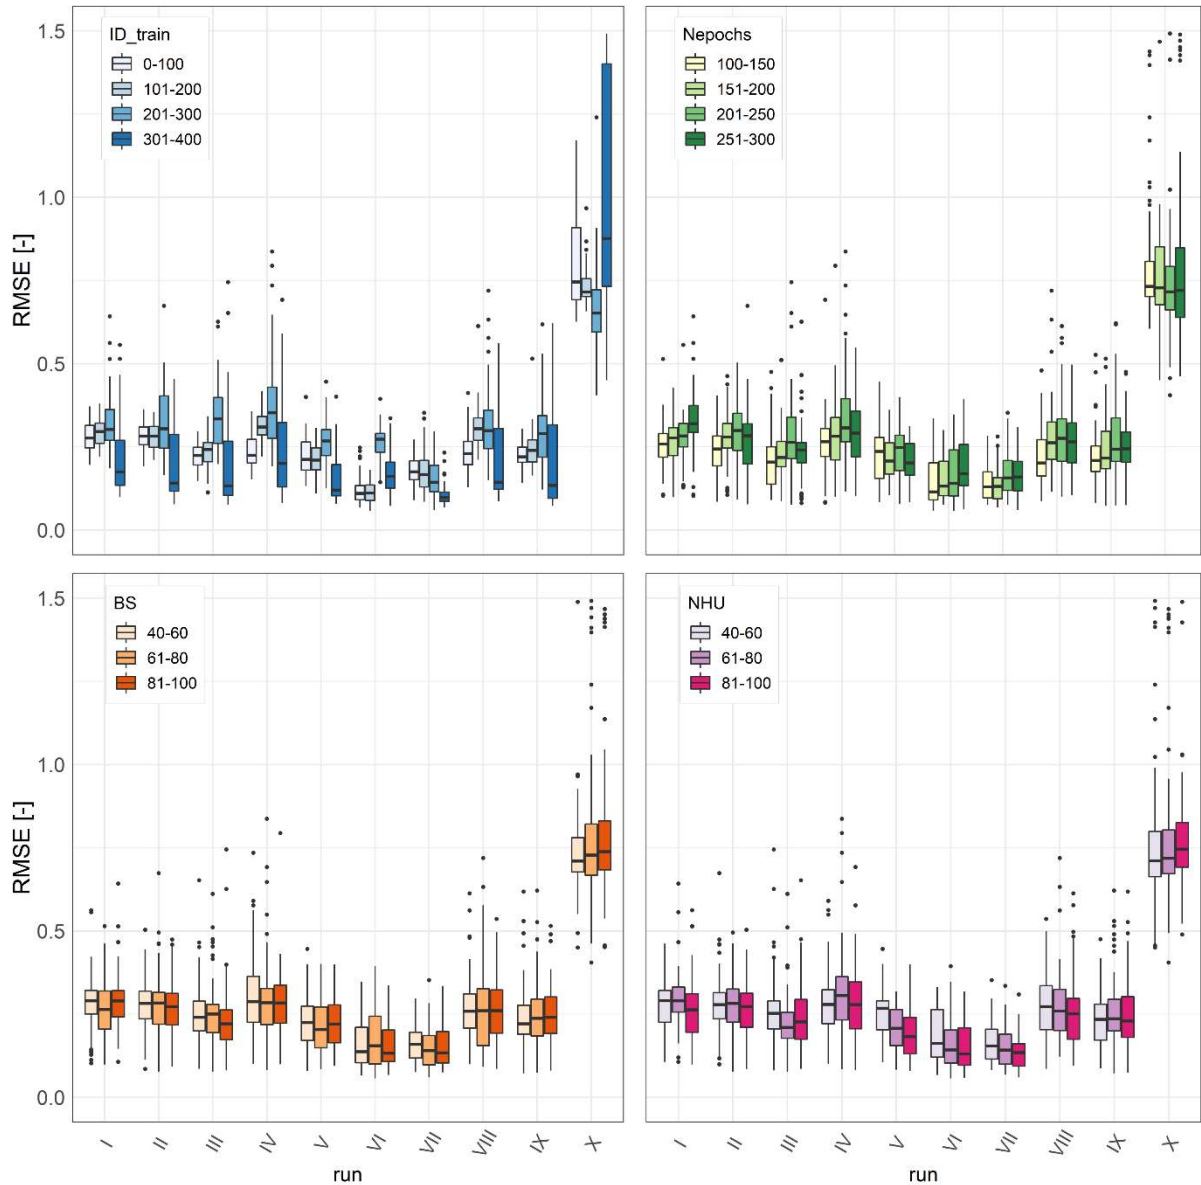 ID_train
0-100
101-200
201-300
301-400
Nepochs
100-150
151-200
201-250
251-300
RMSE [-]
1.5
1.0
0.5
0.0
BS
40-60
61-80
81-100
NHU
40-60
61-80
81-100
RMSE [-]
1.5
1.0
0.5
0.0
I
II
III
IV
V
VI
VII
VIII
IX
X
I
II
III
IV
V
VI
VII
VIII
IX
X
run
run